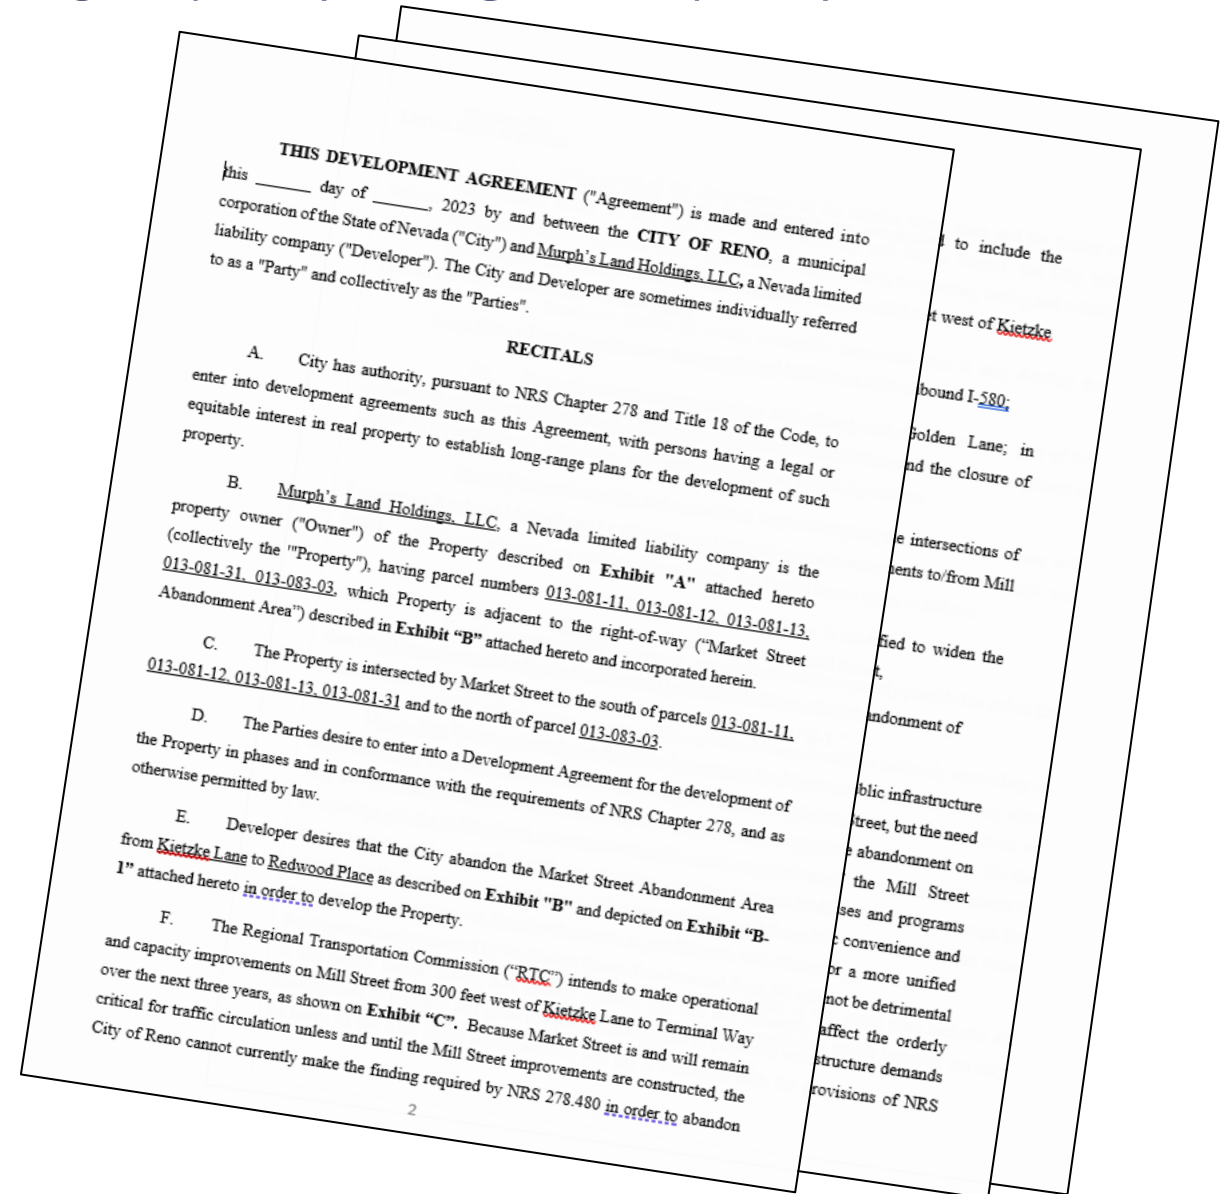 THIS DEVELOPMENT AGREEMENT ("Agreement") is made and entered into
this ______ day of ______, 2023 by and between the CITY OF RENO, a municipal
corporation of the State of Nevada ("City") and Murph's Land Holdings, LLC, a Nevada limited
liability company ("Developer"). The City and Developer are sometimes individually referred
to as a "Party" and collectively as the "Parties".
RECITALS
A. City has authority, pursuant to NRS Chapter 278 and Title 18 of the Code, to
enter into development agreements such as this Agreement, with persons having a legal or
equitable interest in real property to establish long-range plans for the development of such
property.
B. Murph's Land Holdings, LLC, a Nevada limited liability company is the
property owner ("Owner") of the Property described on Exhibit "A" attached hereto
(collectively the '"Property"), having parcel numbers 013-081-11, 013-081-12, 013-081-13,
013-081-31, 013-083-03, which Property is adjacent to the right-of-way (“Market Street
Abandonment Area”) described in Exhibit “B” attached hereto and incorporated herein.
C. The Property is intersected by Market Street to the south of parcels 013-081-11,
013-081-12, 013-081-13, 013-081-31 and to the north of parcel 013-083-03.
D. The Parties desire to enter into a Development Agreement for the development of
the Property in phases and in conformance with the requirements of NRS Chapter 278, and as
otherwise permitted by law.
E. Developer desires that the City abandon the Market Street Abandonment Area
from Kietzke Lane to Redwood Place as described on Exhibit "B" and depicted on Exhibit “B-
1” attached hereto in order to develop the Property.
F. The Regional Transportation Commission (“RTC”) intends to make operational
and capacity improvements on Mill Street from 300 feet west of Kietzke Lane to Terminal Way
over the next three years, as shown on Exhibit “C”. Because Market Street is and will remain
critical for traffic circulation unless and until the Mill Street improvements are constructed, the
City of Reno cannot currently make the finding required by NRS 278.480 in order to abandon
2
to include the
west of Kietzke
bound I-580;
Golden Lane; in
nd the closure of
e intersections of
ents to/from Mill
fied to widen the
t,
ndonment of
blic infrastructure
treet, but the need
e abandonment on
the Mill Street
ses and programs
convenience and
or a more unified
not be detrimental
affect the orderly
structure demands
rovisions of NRS